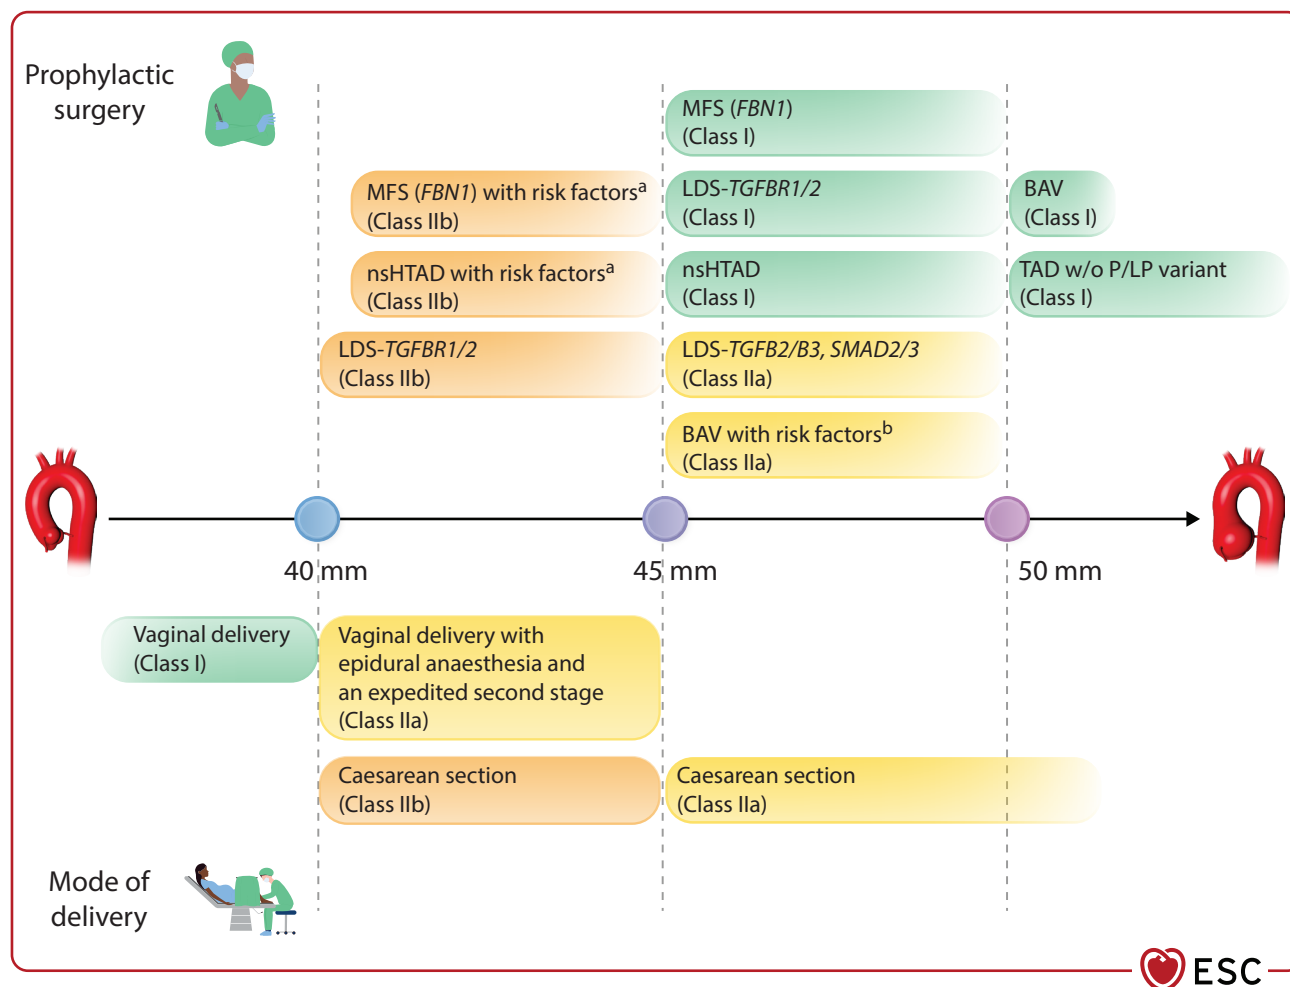 Prophylactic
surgery
MFS (FBN1)
(Class I)
MFS (FBN1) with risk factorsa
(Class IIb)
LDS-TGFBR1/2
(Class I)
BAV
(Class I)
nsHTAD with risk factorsa
(Class IIb)
nsHTAD
(Class I)
TAD w/o P/LP variant
(Class I)
LDS-TGFBR1/2
(Class IIb)
LDS-TGFB2/B3, SMAD2/3
(Class IIa)
BAV with risk factorsb
(Class IIa)
40 mm
45 mm
50 mm
Vaginal delivery
(Class I)
Vaginal delivery with
epidural anaesthesia and
an expedited second stage
(Class IIa)
Caesarean section
(Class IIb)
Caesarean section
(Class IIa)
Mode of
delivery
ESC